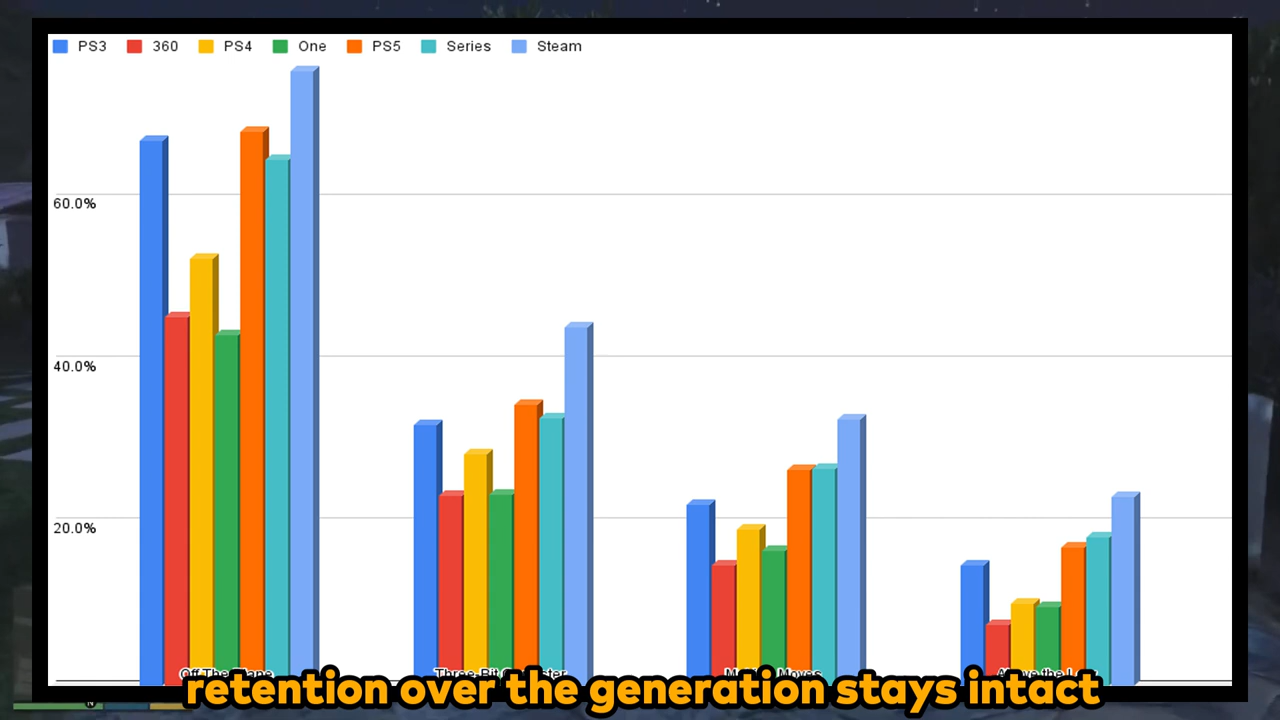 PS3 360 PS4 One PS5 Series Steam
60.0%
40.0%
20.0%
retention over the generation stays intact